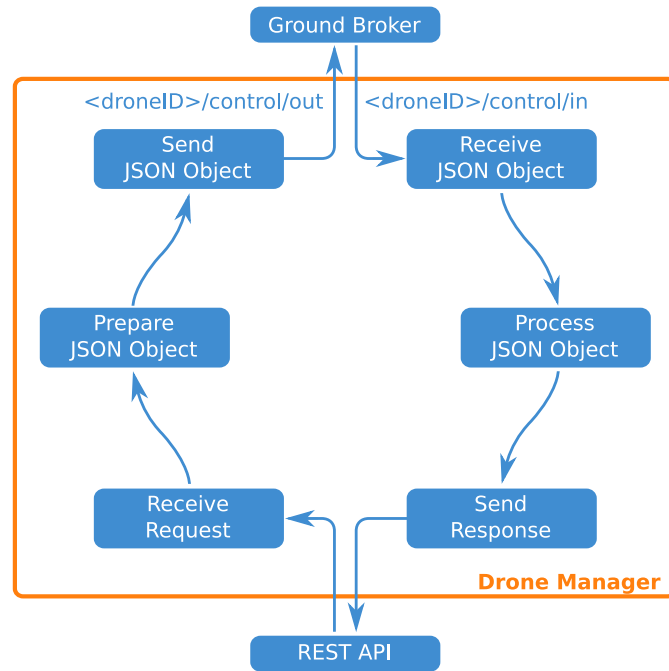 Ground Broker
<droneID>/control/out
<droneID>/control/in
Send
JSON Object
Receive
JSON Object
Prepare
JSON Object
Process
JSON Object
Receive
Request
Send
Response
Drone Manager
REST API